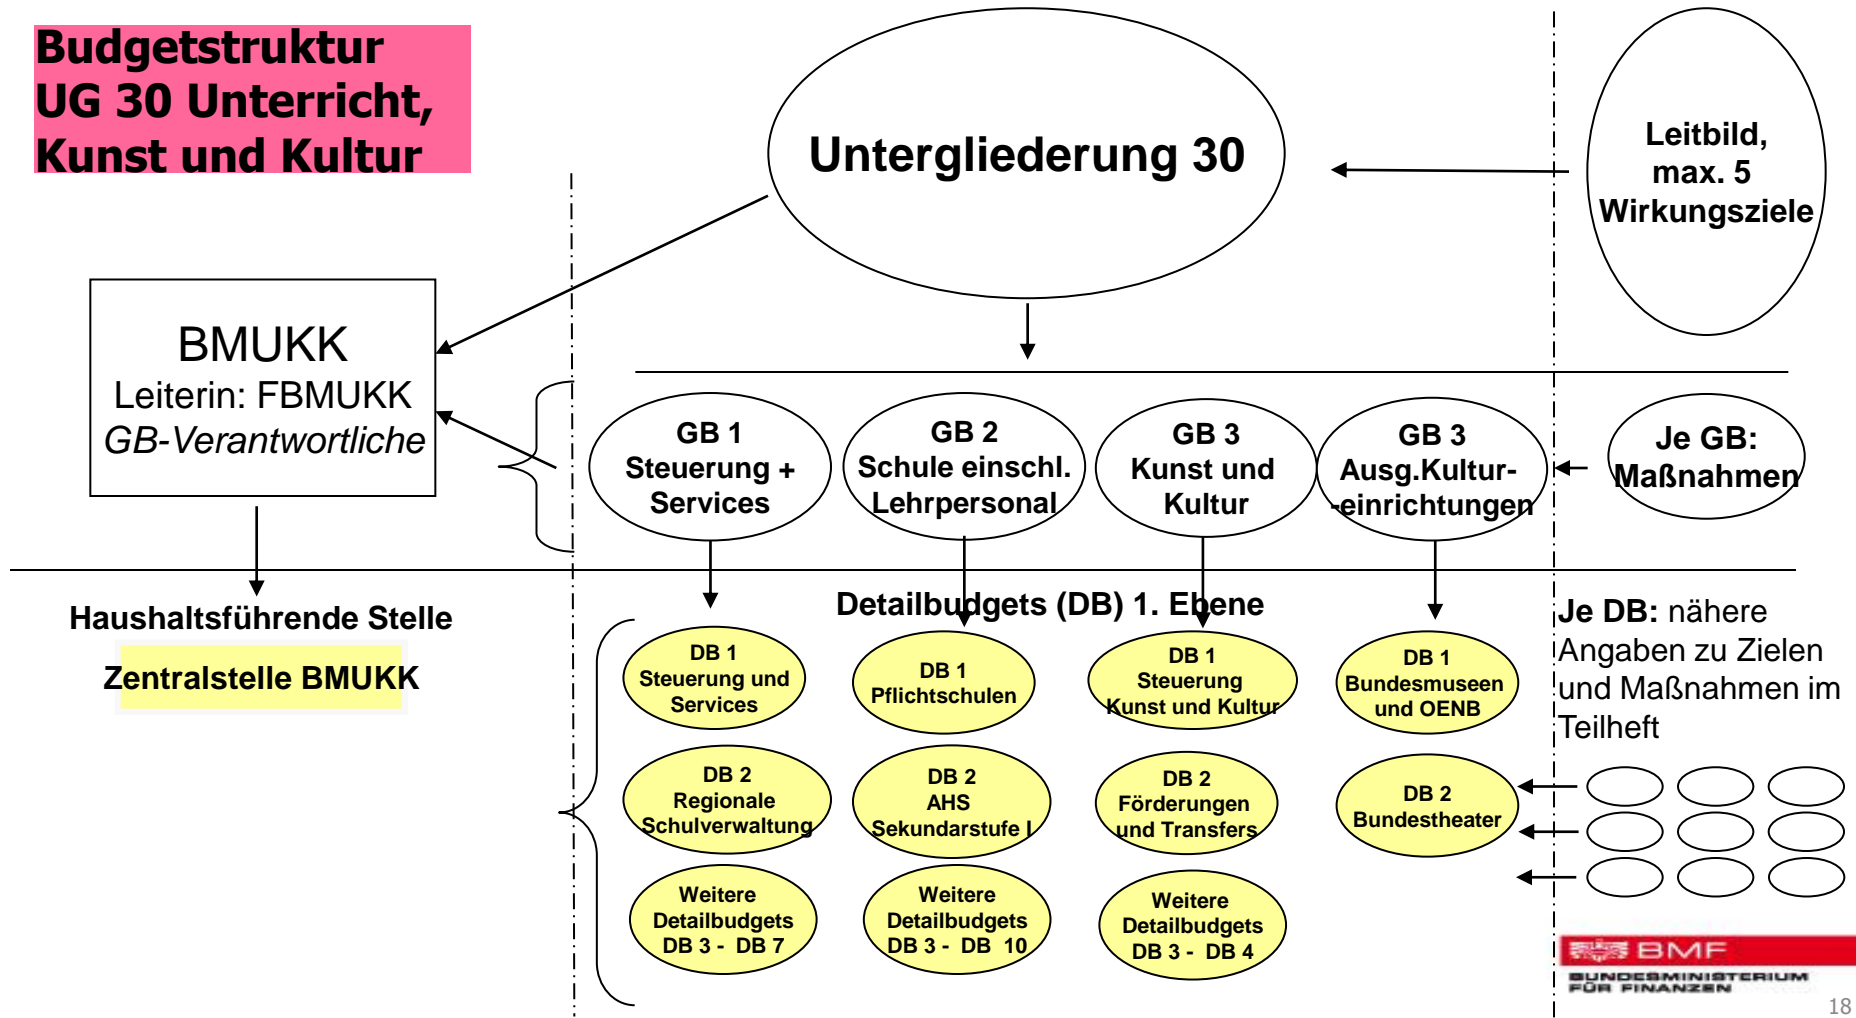 Budgetstruktur
UG 30 Unterricht,
Kunst und Kultur
Untergliederung 30
Leitbild,
max. 5
Wirkungsziele
BMUKK
Leiterin: FBMUKK
GB-Verantwortliche
GB 1
Steuerung +
Services
GB 2
Schule einschl.
Lehrpersonal
GB 3
Kunst und
Kultur
GB 3
Ausg.Kultur-
-einrichtungen
Je GB:
Maßnahmen
Haushaltsführende Stelle
Zentralstelle BMUKK
Detailbudgets (DB) 1. Ebene
Je DB: nähere
Angaben zu Zielen
und Maßnahmen im
Teilheft
DB 1
Steuerung und
Services
DB 1
Pflichtschulen
DB 1
Steuerung
Kunst und Kultur
DB 1
Bundesmuseen
und OENB
DB 2
Regionale
Schulverwaltung
DB 2
AHS
Sekundarstufe I
DB 2
Förderungen
und Transfers
DB 2
Bundestheater
Weitere
Detailbudgets
DB 3 - DB 7
Weitere
Detailbudgets
DB 3 - DB 10
Weitere
Detailbudgets
DB 3 - DB 4
BMF
BUNDESMINISTERIUM
FÜR FINANZEN
18